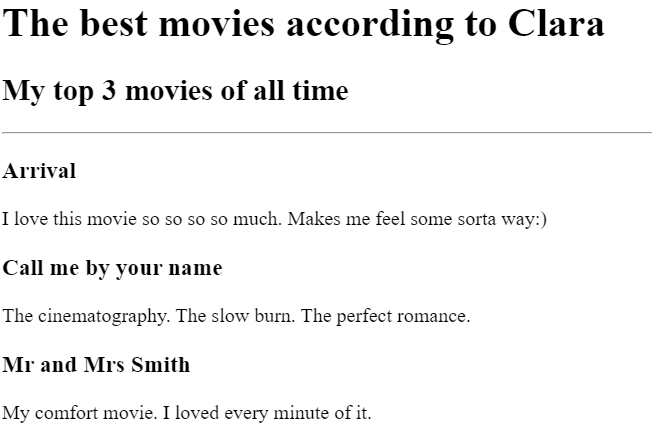 The best movies according to Clara
My top 3 movies of all time
Arrival
I love this movie so so so so much. Makes me feel some sorta way:)
Call me by your name
The cinematography. The slow burn. The perfect romance.
Mr and Mrs Smith
My comfort movie. I loved every minute of it.